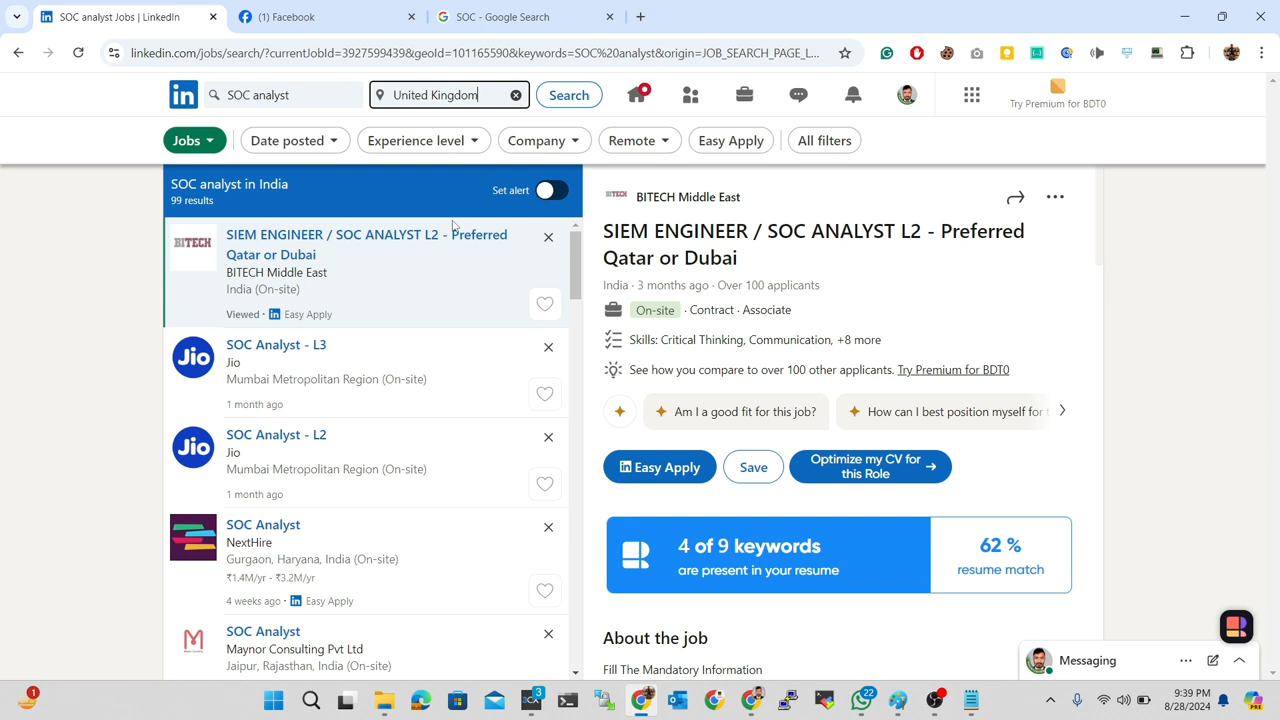 SOC analyst Jobs | LinkedIn
(1) Facebook
SOC - Google Search
linkedin.com/jobs/search/?currentJobId=3927599439&geoId=101165590&keywords=SOC%20analyst&origin=JOB_SEARCH_PAGE_L...
in
SOC analyst
United Kingdom
Search
Try Premium for BDT0
Jobs
Date posted
Experience level
Company
Remote
Easy Apply
All filters
SOC analyst in India
99 results
Set alert
BITECH
SIEM ENGINEER / SOC ANALYST L2 - Preferred
Qatar or Dubai
BITECH Middle East
India (On-site)
Viewed · in Easy Apply
Jio
SOC Analyst - L3
Jio
Mumbai Metropolitan Region (On-site)
1 month ago
Jio
SOC Analyst - L2
Jio
Mumbai Metropolitan Region (On-site)
1 month ago
SOC Analyst
NextHire
Gurgaon, Haryana, India (On-site)
₹1.4M/yr - ₹3.2M/yr
4 weeks ago · in Easy Apply
SOC Analyst
Maynor Consulting Pvt Ltd
Jaipur, Rajasthan, India (On-site)
BITECH
BITECH Middle East
SIEM ENGINEER / SOC ANALYST L2 - Preferred
Qatar or Dubai
India · 3 months ago · Over 100 applicants
On-site · Contract · Associate
Skills: Critical Thinking, Communication, +8 more
See how you compare to over 100 other applicants. Try Premium for BDT0
Am I a good fit for this job?
How can I best position myself for t
in Easy Apply
Save
Optimize my CV for
this Role →
4 of 9 keywords
are present in your resume
62 %
resume match
About the job
Fill The Mandatory Information
Messaging
1
3
22
9:39 PM
8/28/2024